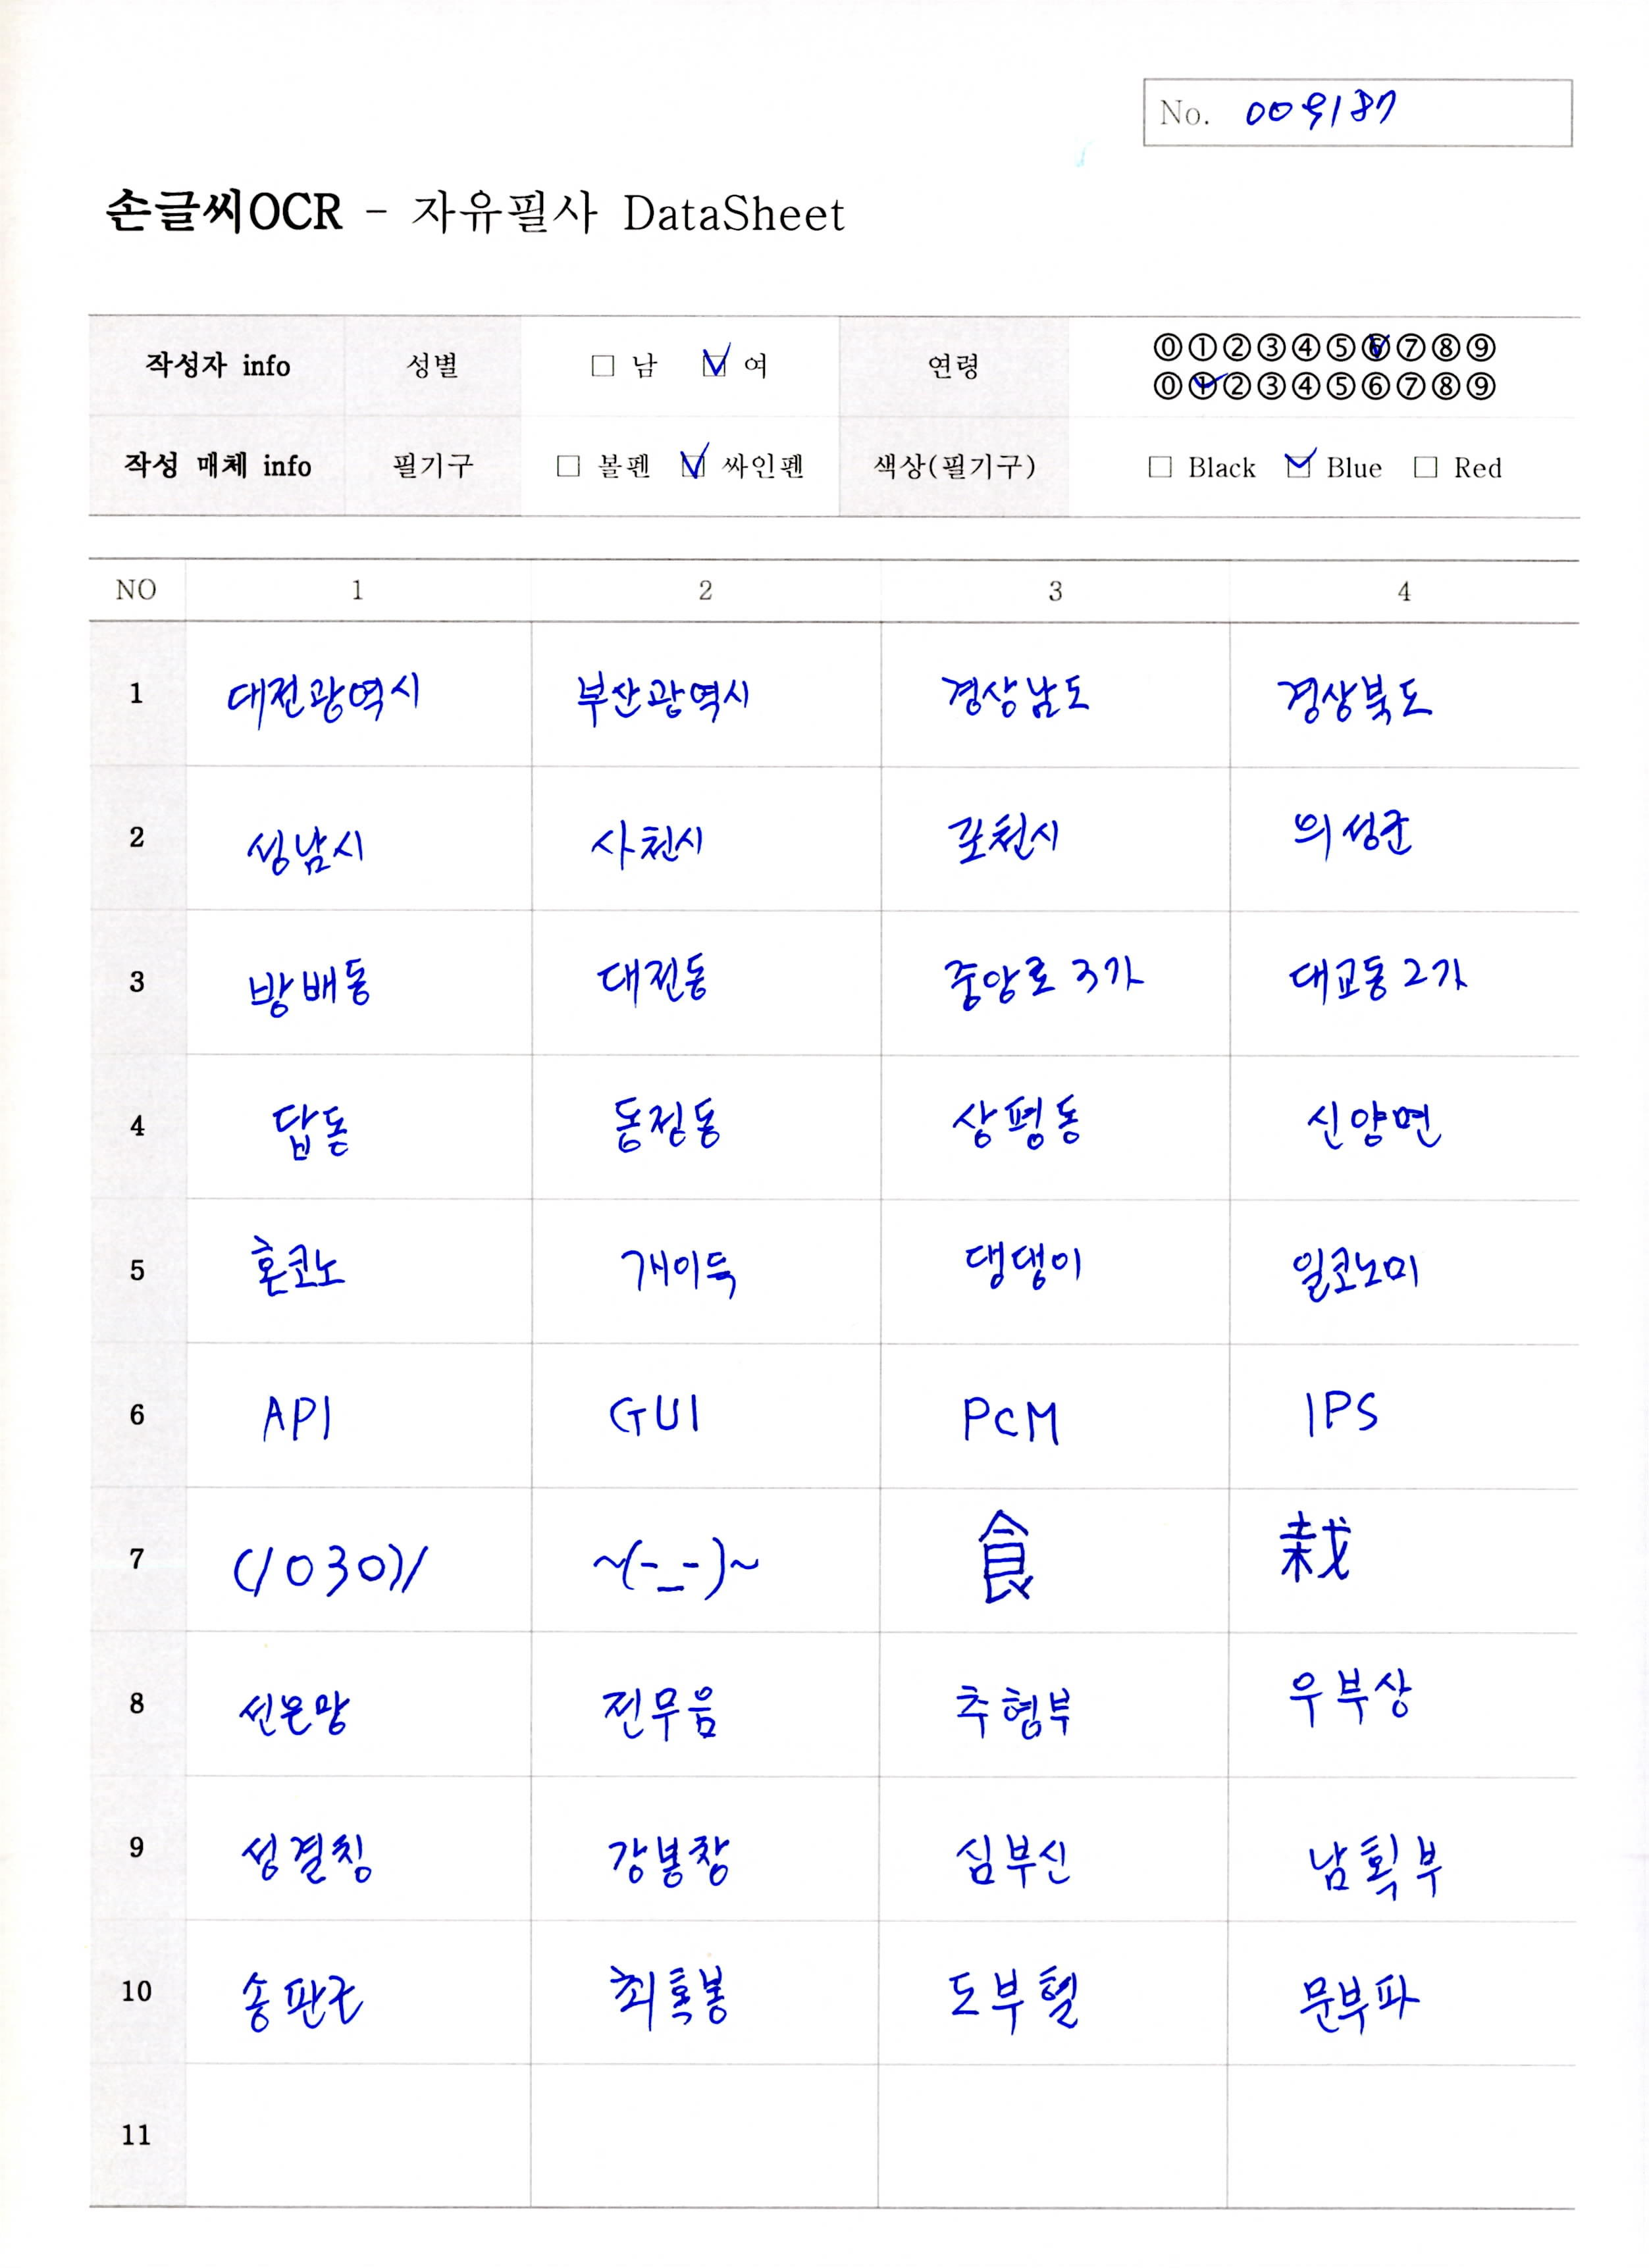 No. 009187
손글씨OCR - 자유필사 DataSheet
작성자 info 성별 □ 남 ☑ 여 연령 ⓪①②③④⑤⑥⑦⑧⑨
⓪①②③④⑤⑥⑦⑧⑨
작성 매체 info 필기구 □ 볼펜 ☑ 싸인펜 색상(필기구) □ Black ☑ Blue □ Red
NO 1 2 3 4
1 대전광역시 부산광역시 경상남도 경상북도
2 성남시 사천시 포천시 의성군
3 방배동 대전동 중앙로3가 대교동2가
4 답돋 동정동 상평동 신양면
5 혼코노 개이득 댕댕이 일코노미
6 API GUI PCM IPS
7 (/030)/ ~(-_-)~ 食 栽
8 선온망 전무음 추형부 우부상
9 성결칭 강봉창 심부신 남획부
10 송판근 최흑봉 도부혈 문부파
11